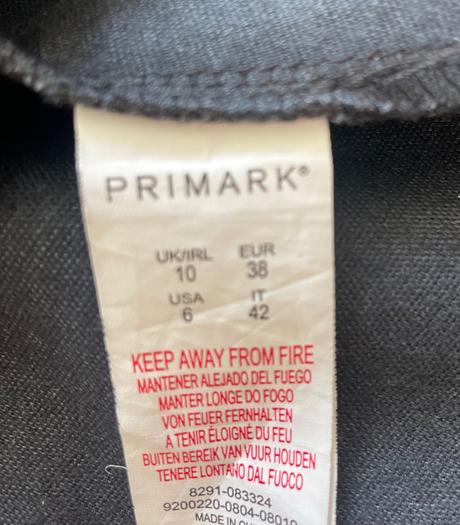 PRIMARK®
UK/IRL EUR
10 38
USA IT
6 42
KEEP AWAY FROM FIRE
MANTENER ALEJADO DEL FUEGO
MANTER LONGE DO FOGO
VON FEUER FERNHALTEN
A TENIR ÉLOIGNÉ DU FEU
BUITEN BEREIK VAN VUUR HOUDEN
TENERE LONTANO DAL FUOCO
8291-083324
MADE IN